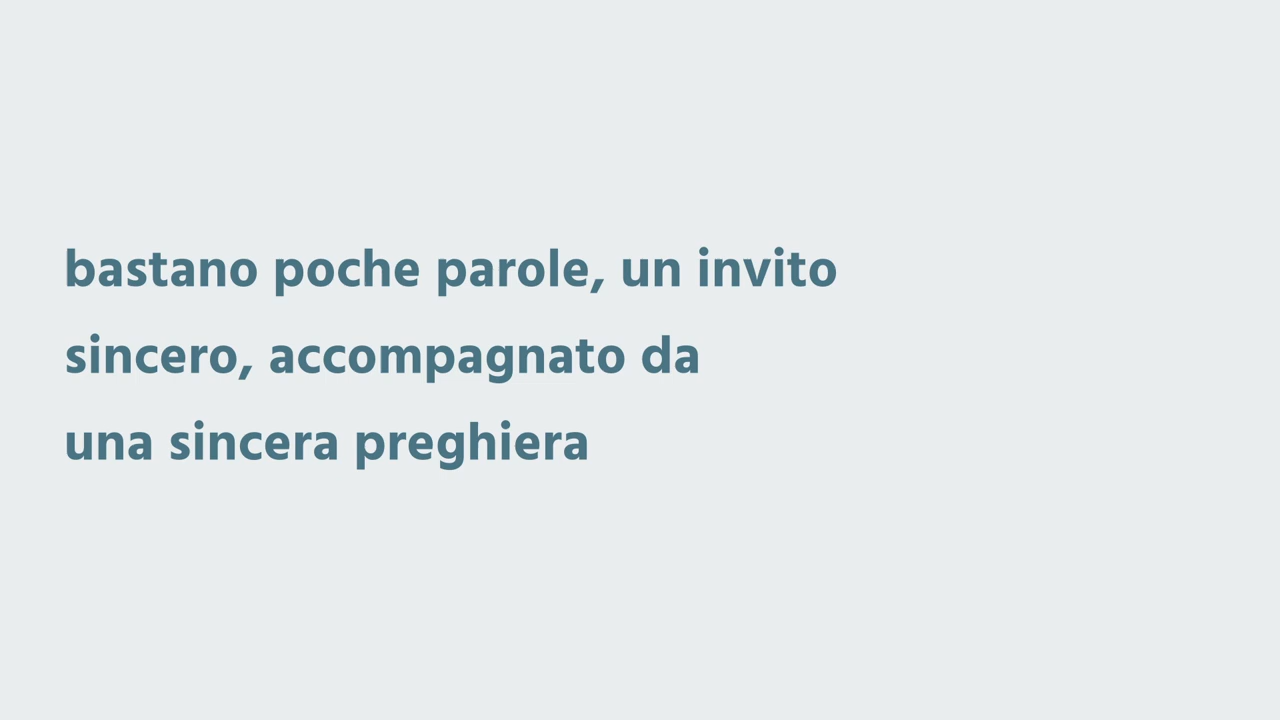 bastano poche parole, un invito
sincero, accompagnato da
una sincera preghiera